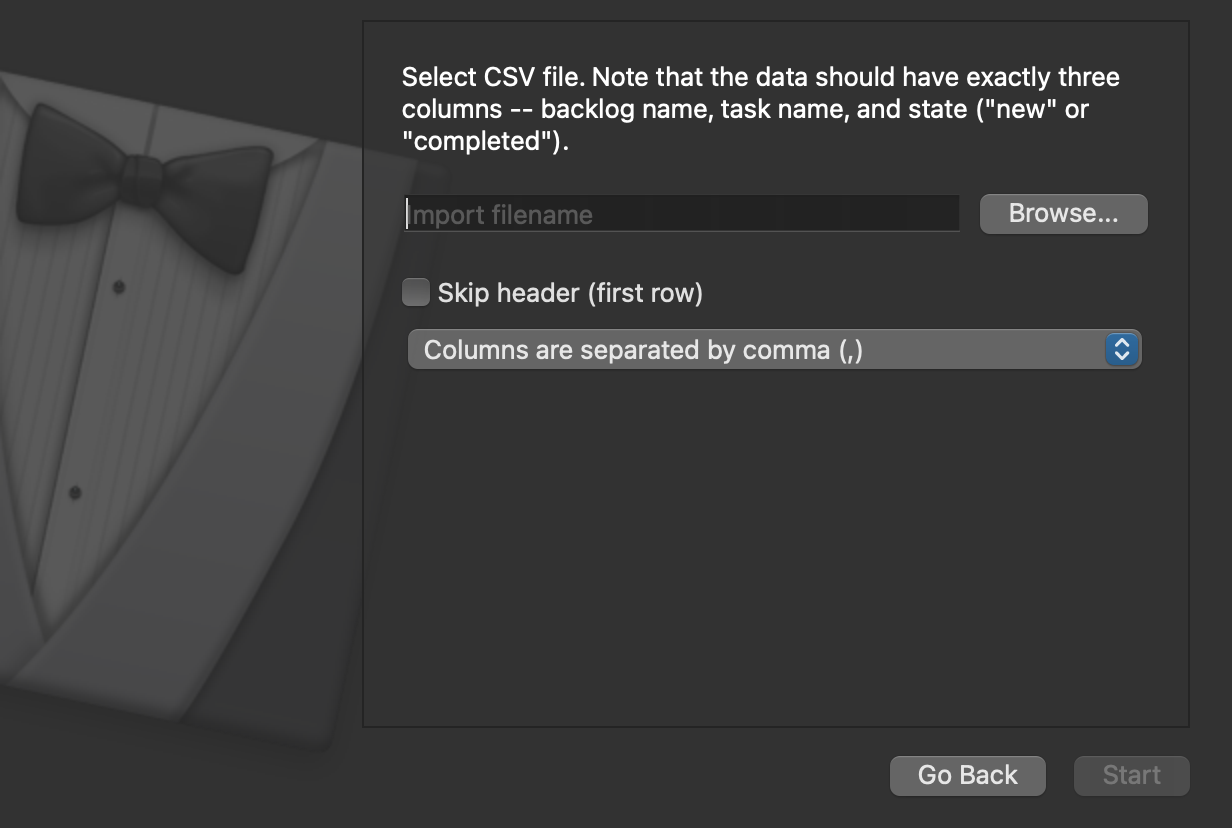 Select CSV file. Note that the data should have exactly three
columns -- backlog name, task name, and state ("new" or
"completed").
Import filename
Browse...
Skip header (first row)
Columns are separated by comma (,)
Go Back
Start